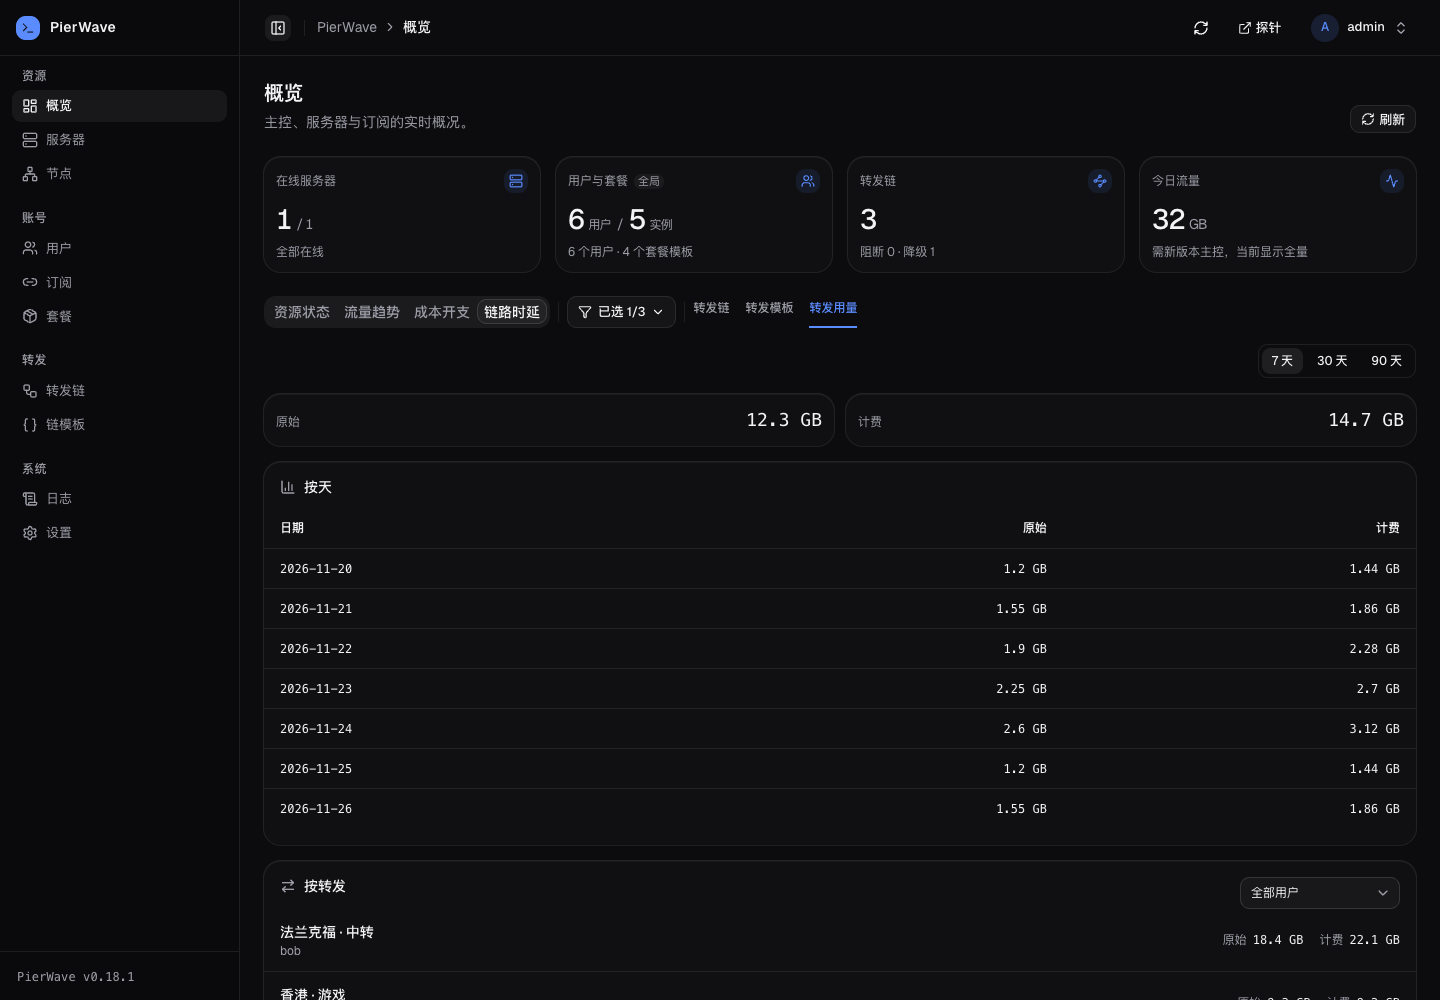 PierWave
PierWave > 概览
探针
A admin
资源
概览
服务器
节点
账号
用户
订阅
套餐
转发
转发链
链模板
系统
日志
设置
PierWave v0.18.1
概览
主控、服务器与订阅的实时概况。
刷新
在线服务器
1 / 1
全部在线
用户与套餐 全局
6 用户 / 5 实例
6 个用户 · 4 个套餐模板
转发链
3
阻断 0 · 降级 1
今日流量
32 GB
需新版本主控，当前显示全量
资源状态 流量趋势 成本开支 链路时延 已选 1/3 转发链 转发模板 转发用量
7 天 30 天 90 天
原始 12.3 GB
计费 14.7 GB
按天
日期 原始 计费
2026-11-20 1.2 GB 1.44 GB
2026-11-21 1.55 GB 1.86 GB
2026-11-22 1.9 GB 2.28 GB
2026-11-23 2.25 GB 2.7 GB
2026-11-24 2.6 GB 3.12 GB
2026-11-25 1.2 GB 1.44 GB
2026-11-26 1.55 GB 1.86 GB
按转发
全部用户
法兰克福 · 中转
bob
原始 18.4 GB 计费 22.1 GB
香港 · 游戏